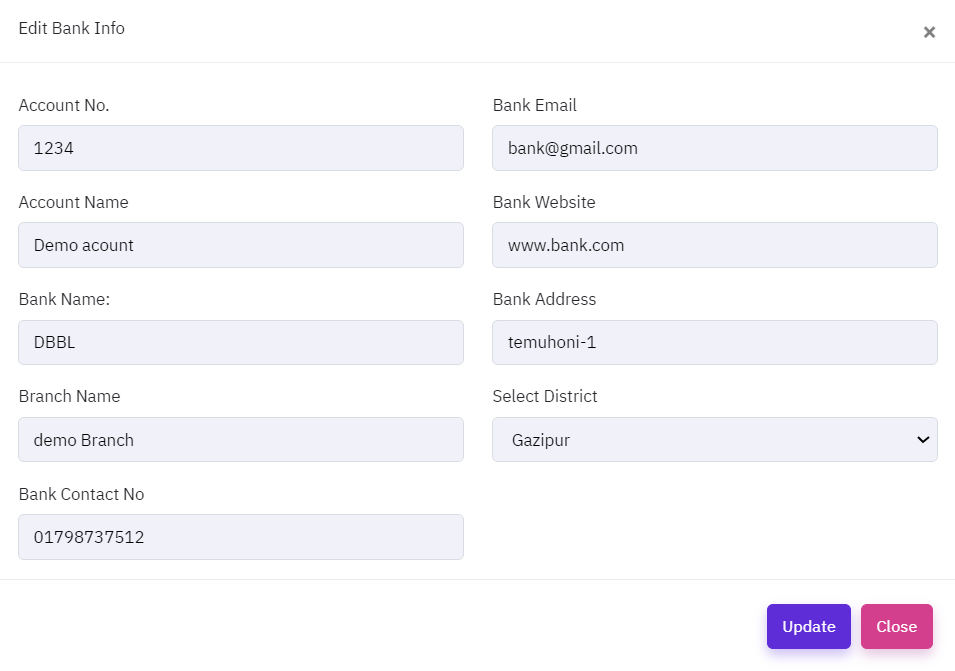 Edit Bank Info
×
Account No.
1234
Account Name
Demo acount
Bank Name:
DBBL
Branch Name
demo Branch
Bank Contact No
01798737512
Bank Email
bank@gmail.com
Bank Website
www.bank.com
Bank Address
temuhoni-1
Select District
Gazipur
Update
Close